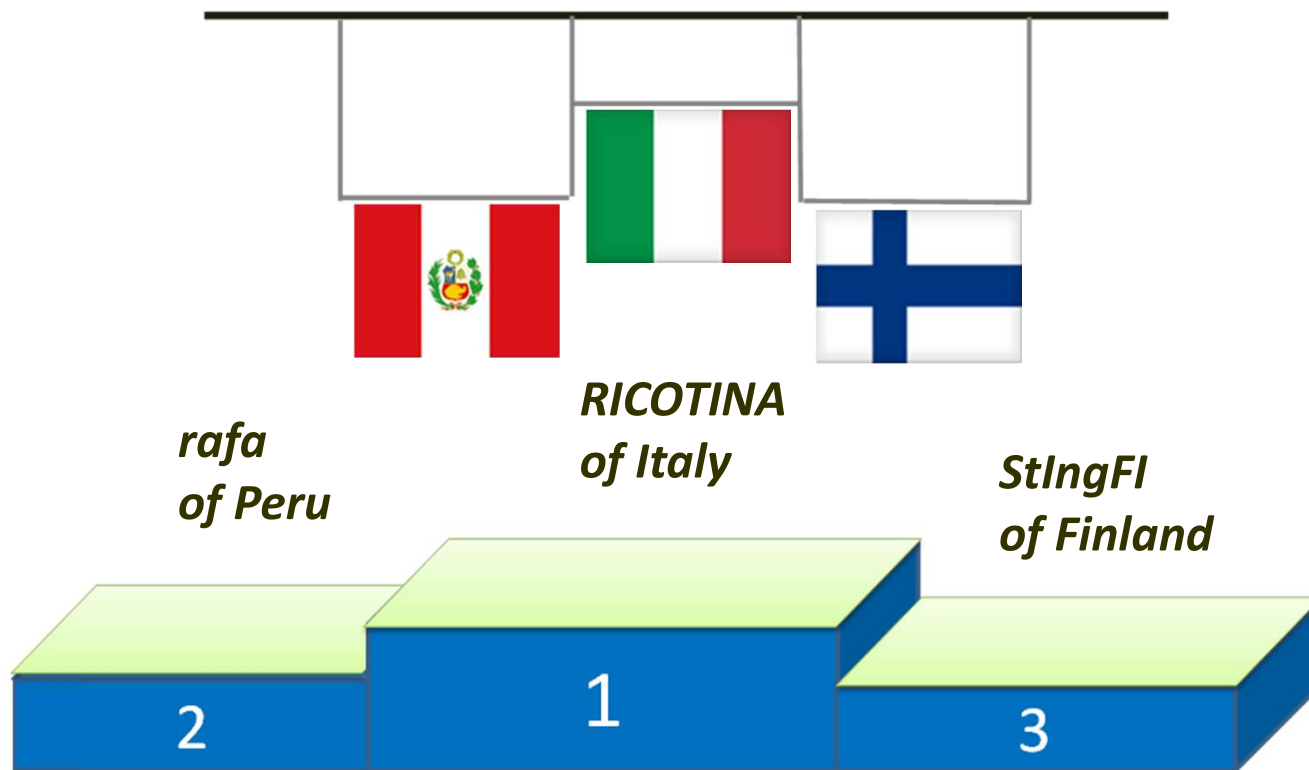 rafa
of Peru
RICOTINA
of Italy
StIngFI
of Finland
2
1
3